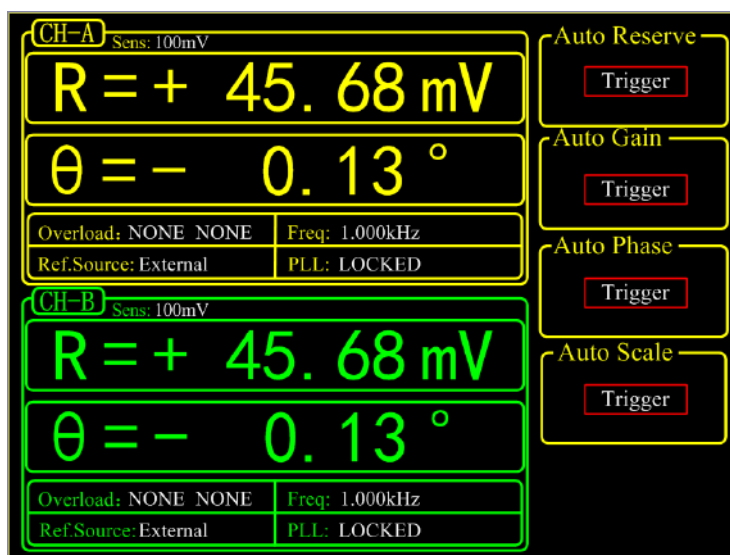 CH-A Sens: 100mV
R = + 45.68 mV
θ = - 0.13 °
Overload: NONE NONE Freq: 1.000kHz
Ref.Source: External PLL: LOCKED
CH-B Sens: 100mV
R = + 45.68 mV
θ = - 0.13 °
Overload: NONE NONE Freq: 1.000kHz
Ref.Source: External PLL: LOCKED
Auto Reserve
Trigger
Auto Gain
Trigger
Auto Phase
Trigger
Auto Scale
Trigger